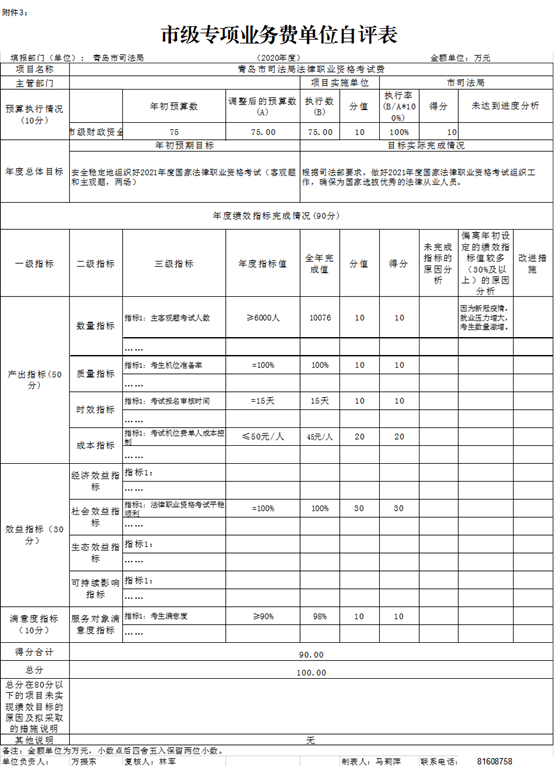 附件3：
市级专项业务费单位自评表
填报部门（单位）： 青岛市司法局 （2020年度） 金额单位：万元
项目名称 青岛市司法局法律职业资格考试费
主管部门 项目实施单位 市司法局
预算执行情况（10分） 年初预算数 调整后的预算数(A) 执行数(B) 分值 执行率(B/A*100%) 得分 未达到进度分析
市级财政资金 75 75.00 75.00 10 100% 10
年度总体目标 年初预期目标 目标实际完成情况
安全稳定地组织好2021年度国家法律职业资格考试（客观题和主观题，两场） 根据司法部要求，做好2021年度国家法律职业资格考试组织工作，确保为国家选拔优秀的法律从业人员。
年度绩效指标完成情况(90分)
一级指标 二级指标 三级指标 年度指标值 全年完成值 分值 得分 未完成指标的原因分析 偏离年初设定的绩效指标值较多（30%及以上）的原因分析 改进措施
产出指标(50分) 数量指标 指标1：主客观题考试人数 ≥6000人 10076 10 10 因为新冠疫情，就业压力增大，考生数量激增。
……
质量指标 指标1：考生机位准备率 =100% 100% 10 10
……
时效指标 指标1：考试报名审核时间 =15天 15天 10 10
……
成本指标 指标1：考试机位费单人成本控制 ≤50元/人 45元/人 20 20
……
效益指标（30分） 经济效益指标 指标1：
……
社会效益指标 指标1：法律职业资格考试平稳顺利 =100% 100% 30 30
……
生态效益指标 指标1：
……
可持续影响指标 指标1：
……
满意度指标（10分） 服务对象满意度指标 指标1：考生满意度 ≥90% 98% 10 10
……
得分合计 90.00
总分 100.00
总分在80分以下的项目未实现绩效目标的原因及拟采取的措施说明
其他说明 无
备注：金额单位为万元，小数点后四舍五入保留两位小数。
单位负责人： 万振东 复核人：林军 制表人：马莉萍 联系电话： 81608758